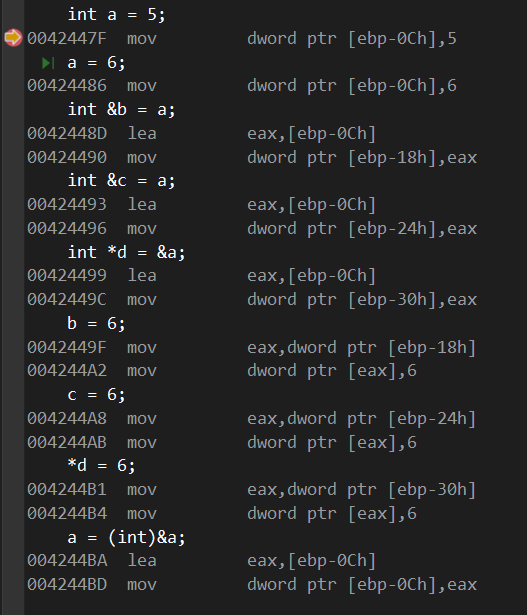 int a = 5;
0042447F mov dword ptr [ebp-0Ch],5
a = 6;
00424486 mov dword ptr [ebp-0Ch],6
int &b = a;
0042448D lea eax,[ebp-0Ch]
00424490 mov dword ptr [ebp-18h],eax
int &c = a;
00424493 lea eax,[ebp-0Ch]
00424496 mov dword ptr [ebp-24h],eax
int *d = &a;
00424499 lea eax,[ebp-0Ch]
0042449C mov dword ptr [ebp-30h],eax
b = 6;
0042449F mov eax,dword ptr [ebp-18h]
004244A2 mov dword ptr [eax],6
c = 6;
004244A8 mov eax,dword ptr [ebp-24h]
004244AB mov dword ptr [eax],6
*d = 6;
004244B1 mov eax,dword ptr [ebp-30h]
004244B4 mov dword ptr [eax],6
a = (int)&a;
004244BA lea eax,[ebp-0Ch]
004244BD mov dword ptr [ebp-0Ch],eax